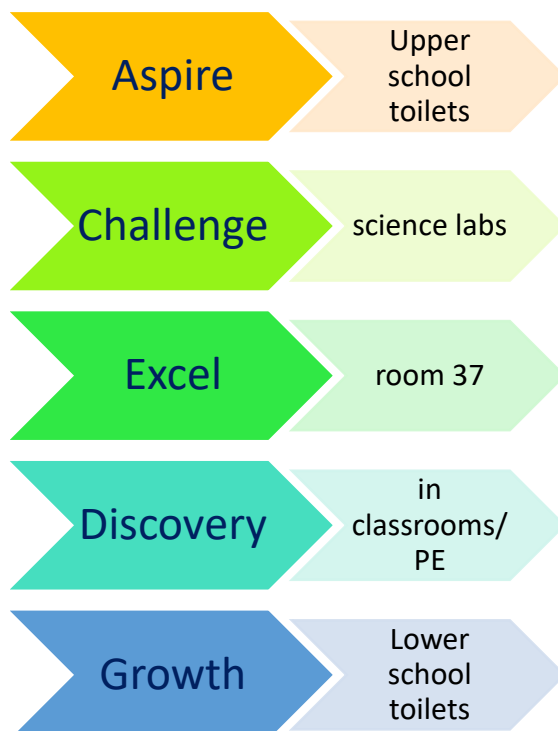 Aspire
Upper
school
toilets
Challenge
science labs
Excel
room 37
Discovery
in
classrooms/
PE
Growth
Lower
school
toilets